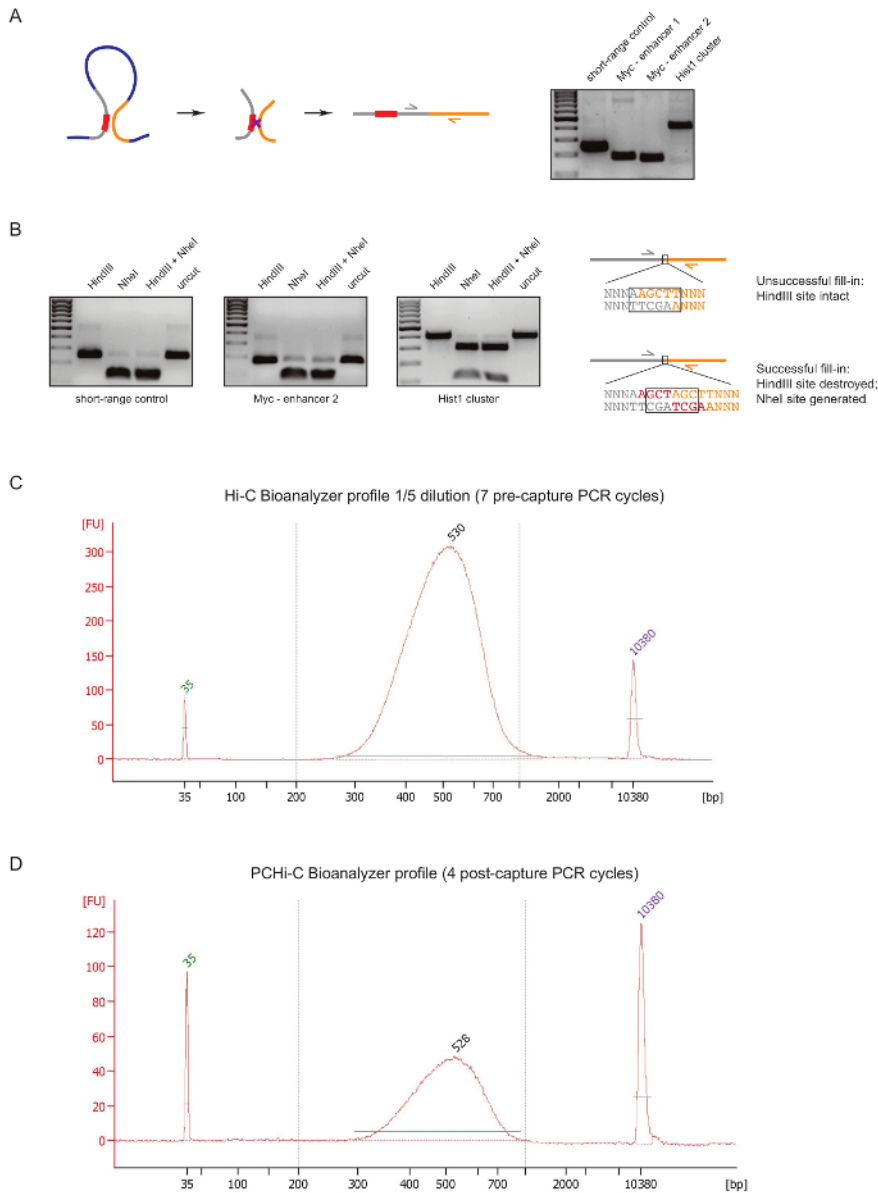 A
short-range control
Myc - enhancer 1
Myc - enhancer 2
Hist1 cluster
B
HindIII
NheI
HindIII + NheI
uncut
short-range control
HindIII
NheI
HindIII + NheI
uncut
Myc - enhancer 2
HindIII
NheI
HindIII + NheI
uncut
Hist1 cluster
NNNAAGCTTNNN
NNNTTCGAANNN
Unsuccessful fill-in:
HindIII site intact
NNNAAGCTAGCTTNNN
NNNTTCGATCGAANNN
Successful fill-in:
HindIII site destroyed;
NheI site generated
C
Hi-C Bioanalyzer profile 1/5 dilution (7 pre-capture PCR cycles)
[FU]
300
250
200
150
100
50
0
35
530
10380
35 100 200 300 400 500 700 2000 10380 [bp]
D
PCHi-C Bioanalyzer profile (4 post-capture PCR cycles)
[FU]
120
100
80
60
40
20
0
35
528
10380
35 100 200 300 400 500 700 2000 10380 [bp]